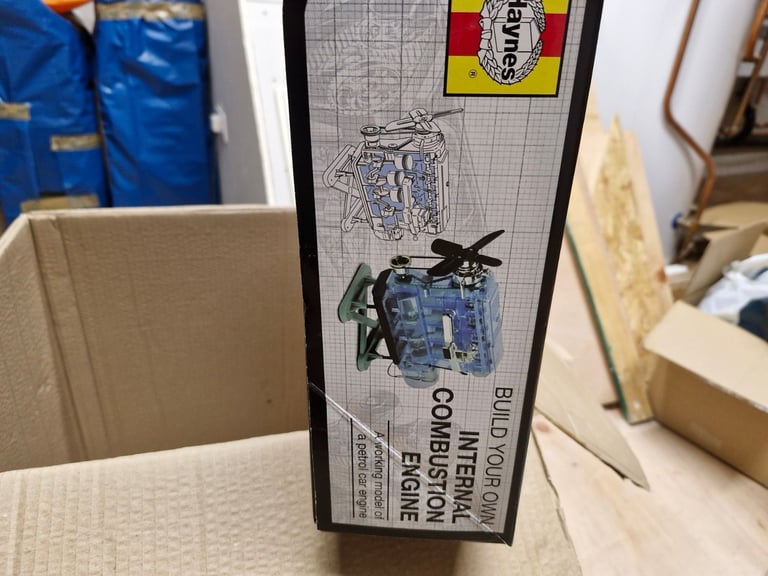 Haynes
®
BUILD YOUR OWN
INTERNAL
COMBUSTION
ENGINE
A working model of
a petrol car engine